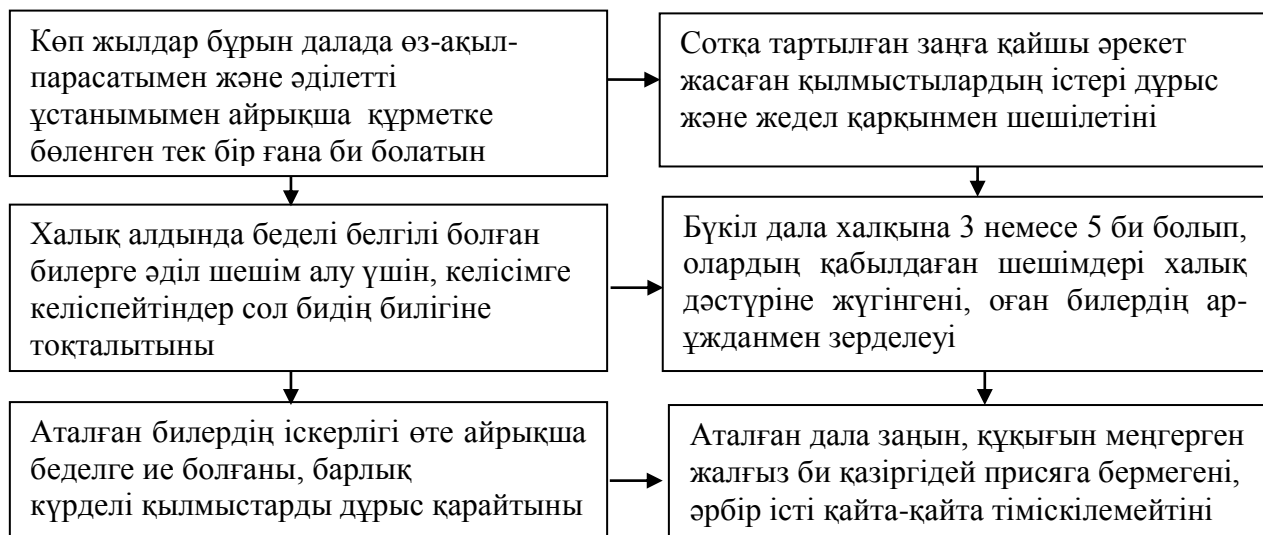 Көп жылдар бұрын далада өз-ақыл-
парасатымен және әділетті
ұстанымымен айрықша құрметке
бөленген тек бір ғана би болатын
Сотқа тартылған заңға қайшы әрекет
жасаған қылмыстылардың істері дұрыс
және жедел қарқынмен шешілетіні
Халық алдында беделі белгілі болған
билерге әділ шешім алу үшін, келісімге
келіспейтіндер сол бидің билігіне
тоқталытыны
Бүкіл дала халқына 3 немесе 5 би болып,
олардың қабылдаған шешімдері халық
дәстүріне жүгінгені, оған билердің ар-
ұжданмен зерделеуі
Аталған билердің іскерлігі өте айрықша
беделге ие болғаны, барлық
күрделі қылмыстарды дұрыс қарайтыны
Аталған дала заңын, құқығын меңгерген
жалғыз би қазіргідей присяга бермегені,
әрбір істі қайта-қайта тіміскілемейтіні